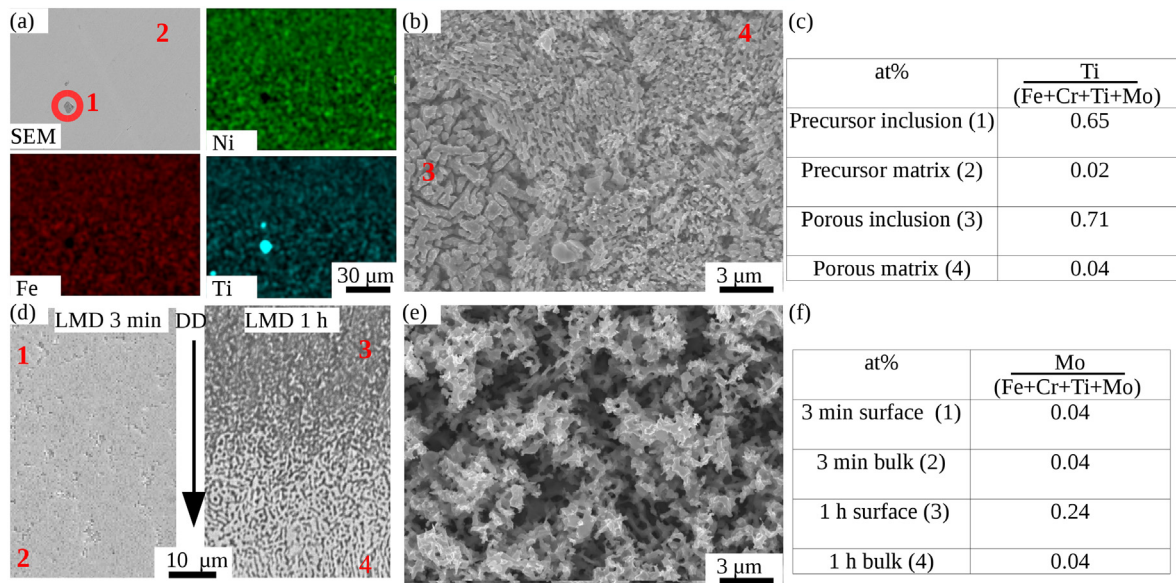 (a)
2
1
SEM
Ni
Fe
Ti
30 μm
(b)
4
3
3 μm
(c)
at%
Ti
(Fe+Cr+Ti+Mo)
Precursor inclusion (1)
0.65
Precursor matrix (2)
0.02
Porous inclusion (3)
0.71
Porous matrix (4)
0.04
(d)
LMD 3 min
DD
LMD 1 h
1
3
2
10 μm
4
(e)
3 μm
(f)
at%
Mo
(Fe+Cr+Ti+Mo)
3 min surface (1)
0.04
3 min bulk (2)
0.04
1 h surface (3)
0.24
1 h bulk (4)
0.04